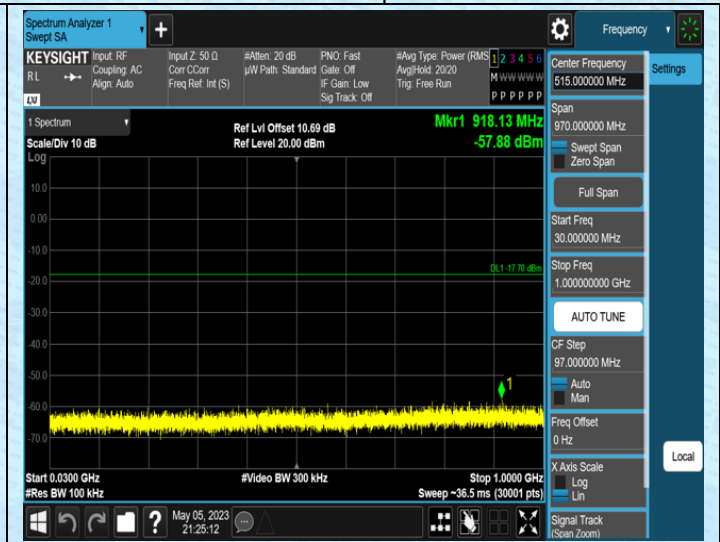 Spectrum Analyzer 1
Swept SA
Frequency
KEYSIGHT
RL
LXI
Input: RF
Coupling: AC
Align: Auto
Input Z: 50 Ω
Corr CCorr
Freq Ref: Int (S)
#Atten: 20 dB
µW Path: Standard
PNO: Fast
Gate: Off
IF Gain: Low
Sig Track: Off
#Avg Type: Power (RMS
Avg|Hold: 20/20
Trig: Free Run
1 2 3 4 5 6
M W W W W W
P P P P P P
1 Spectrum
Scale/Div 10 dB
Log
Ref Lvl Offset 10.69 dB
Ref Level 20.00 dBm
Mkr1 918.13 MHz
-57.88 dBm
10.0
0.00
-10.0
-20.0
-30.0
-40.0
-50.0
-60.0
-70.0
DL1 -17.70 dBm
1
Start 0.0300 GHz
#Res BW 100 kHz
#Video BW 300 kHz
Stop 1.0000 GHz
Sweep ~36.5 ms (30001 pts)
Center Frequency
515.000000 MHz
Span
970.000000 MHz
Swept Span
Zero Span
Full Span
Start Freq
30.000000 MHz
Stop Freq
1.000000000 GHz
AUTO TUNE
CF Step
97.000000 MHz
Auto
Man
Freq Offset
0 Hz
X Axis Scale
Log
Lin
Signal Track
(Span Zoom)
Settings
Local
?
May 05, 2023
21:25:12